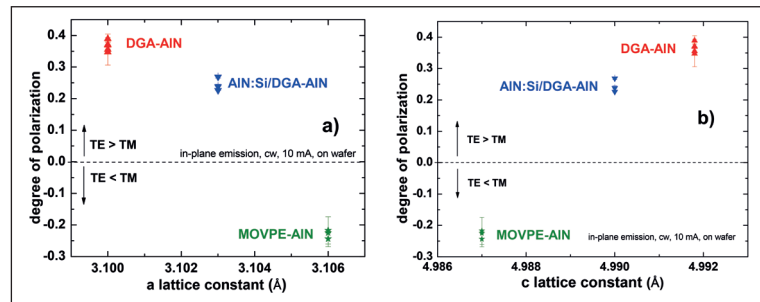 0.4
0.3
0.2
0.1
0.0
-0.1
-0.2
-0.3
degree of polarization
DGA-AlN
AlN:Si/DGA-AlN
a)
TE > TM
in-plane emission, cw, 10 mA, on wafer
TE < TM
MOVPE-AlN
3.100 3.102 3.104 3.106
a lattice constant (Å)
0.5
0.4
0.3
0.2
0.1
0.0
-0.1
-0.2
-0.3
degree of polarization
DGA-AlN
AlN:Si/DGA-AlN
b)
TE > TM
TE < TM
MOVPE-AlN
in-plane emission, cw, 10 mA, on wafer
4.986 4.988 4.990 4.992
c lattice constant (Å)